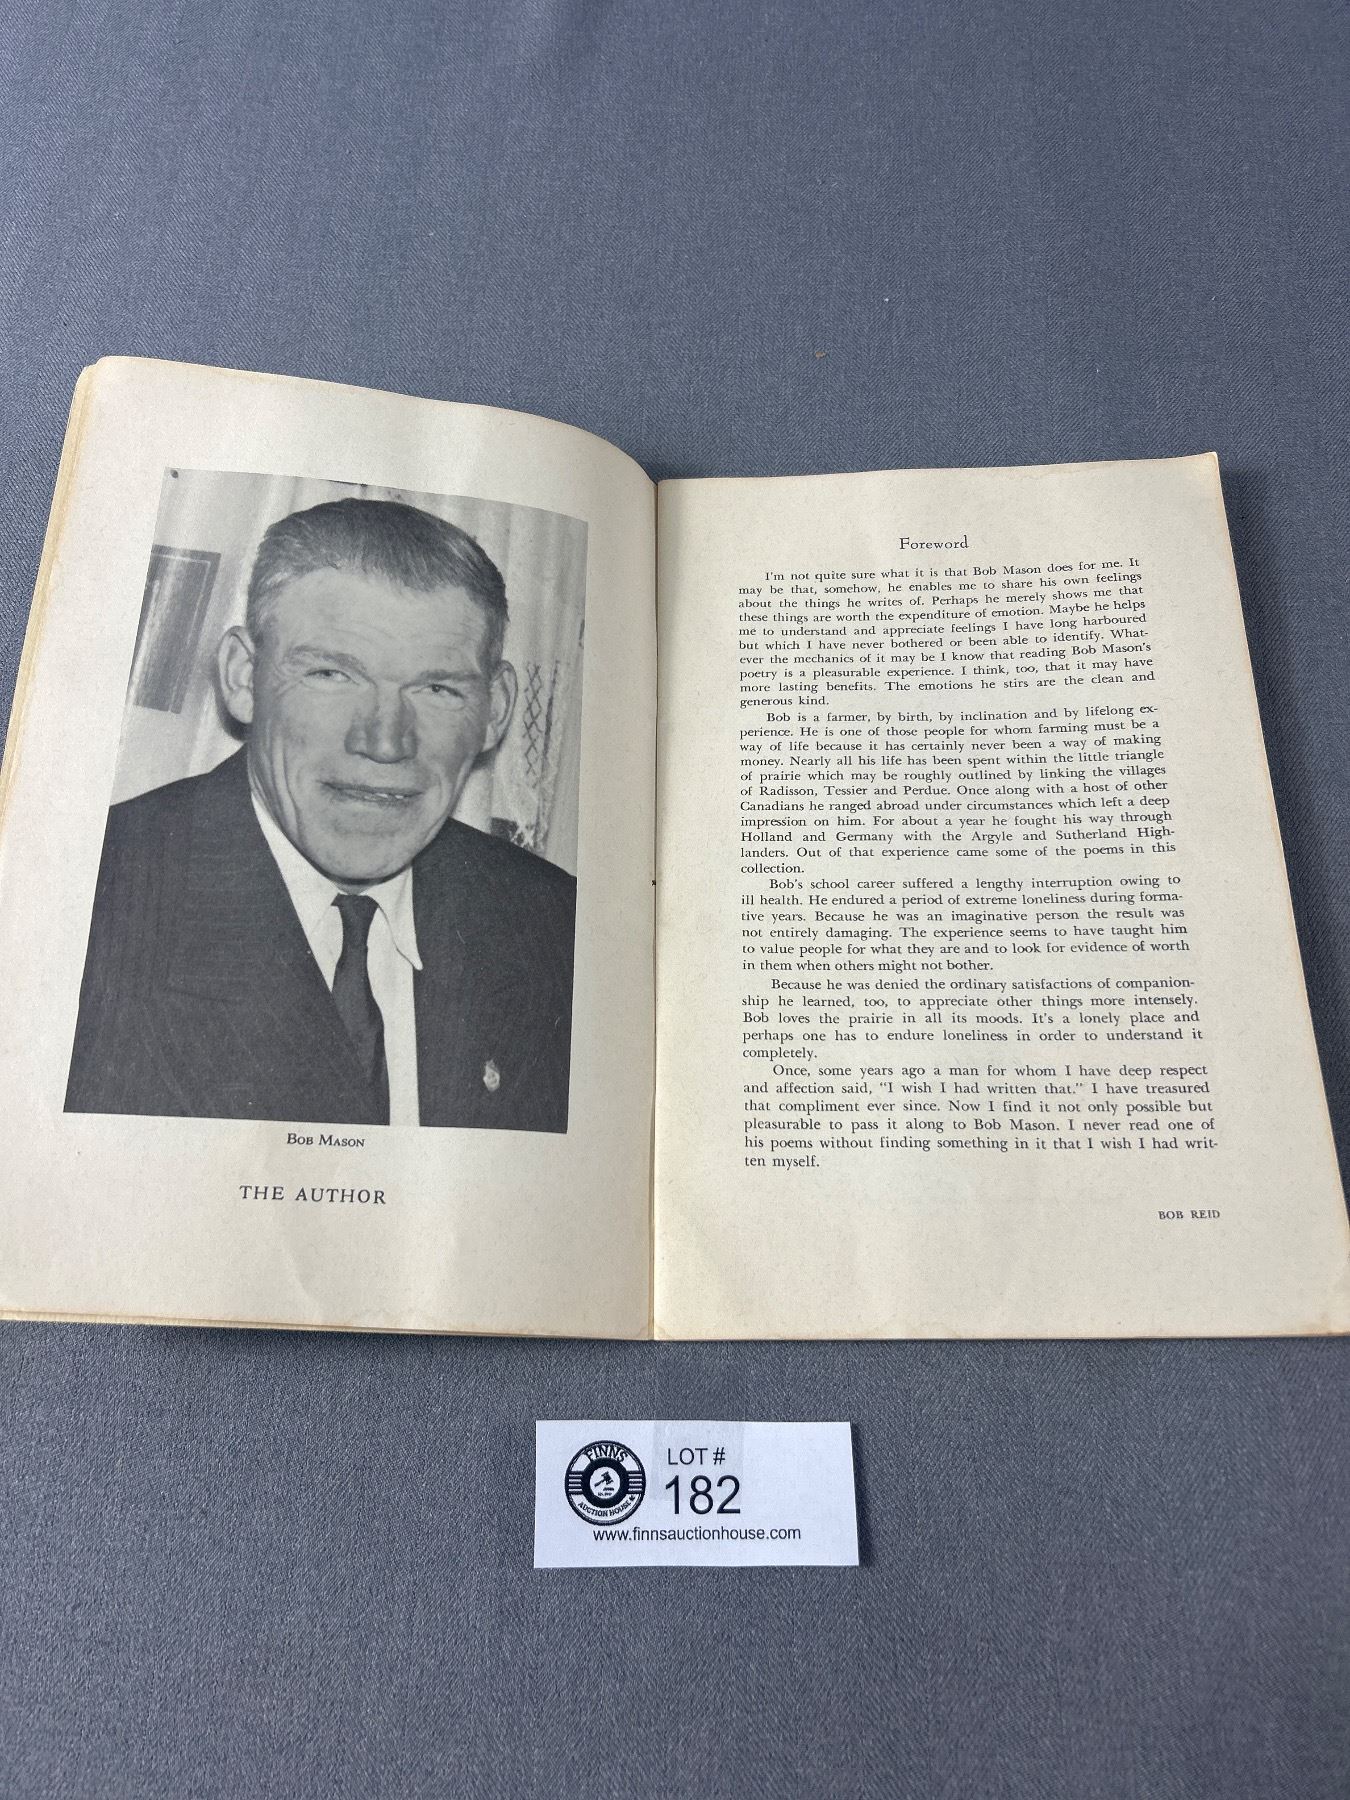 BOB MASON
THE AUTHOR
Foreword
I'm not quite sure what it is that Bob Mason does for me. It
may be that, somehow, he enables me to share his own feelings
about the things he writes of. Perhaps he merely shows me that
these things are worth the expenditure of emotion. Maybe he helps
me to understand and appreciate feelings I have long harboured
but which I have never bothered or been able to identify. What-
ever the mechanics of it may be I know that reading Bob Mason's
poetry is a pleasurable experience. I think, too, that it may have
more lasting benefits. The emotions he stirs are the clean and
generous kind.
Bob is a farmer, by birth, by inclination and by lifelong ex-
perience. He is one of those people for whom farming must be a
way of life because it has certainly never been a way of making
money. Nearly all his life has been spent within the little triangle
of prairie which may be roughly outlined by linking the villages
of Radisson, Tessier and Perdue. Once along with a host of other
Canadians he ranged abroad under circumstances which left a deep
impression on him. For about a year he fought his way through
Holland and Germany with the Argyle and Sutherland High-
landers. Out of that experience came some of the poems in this
collection.
Bob's school career suffered a lengthy interruption owing to
ill health. He endured a period of extreme loneliness during forma-
tive years. Because he was an imaginative person the result was
not entirely damaging. The experience seems to have taught him
to value people for what they are and to look for evidence of worth
in them when others might not bother.
Because he was denied the ordinary satisfactions of companion-
ship he learned, too, to appreciate other things more intensely.
Bob loves the prairie in all its moods. It's a lonely place and
perhaps one has to endure loneliness in order to understand it
completely.
Once, some years ago a man for whom I have deep respect
and affection said, "I wish I had written that." I have treasured
that compliment ever since. Now I find it not only possible but
pleasurable to pass it along to Bob Mason. I never read one of
his poems without finding something in it that I wish I had writ-
ten myself.
BOB REID
FINNS
AUCTION HOUSE
LOT #
182
www.finnsauctionhouse.com